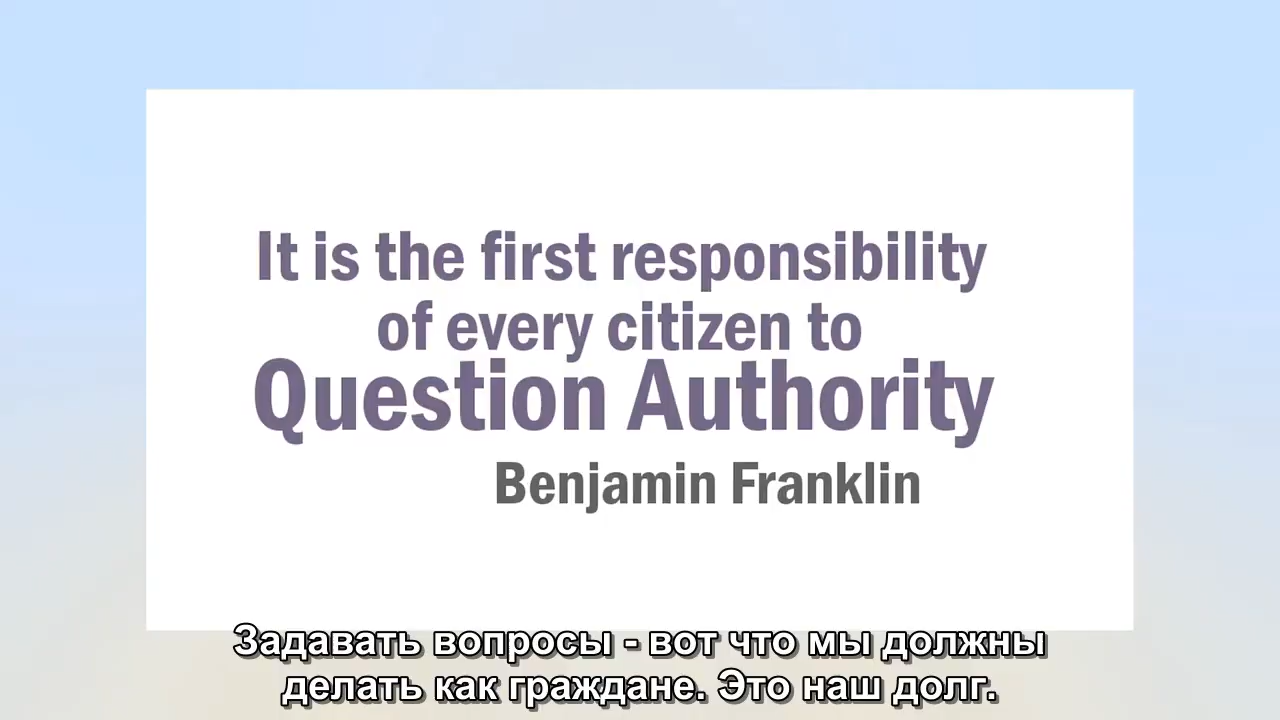 It is the first responsibility
of every citizen to
Question Authority
Benjamin Franklin
Задавать вопросы - вот что мы должны
делать как граждане. Это наш долг.